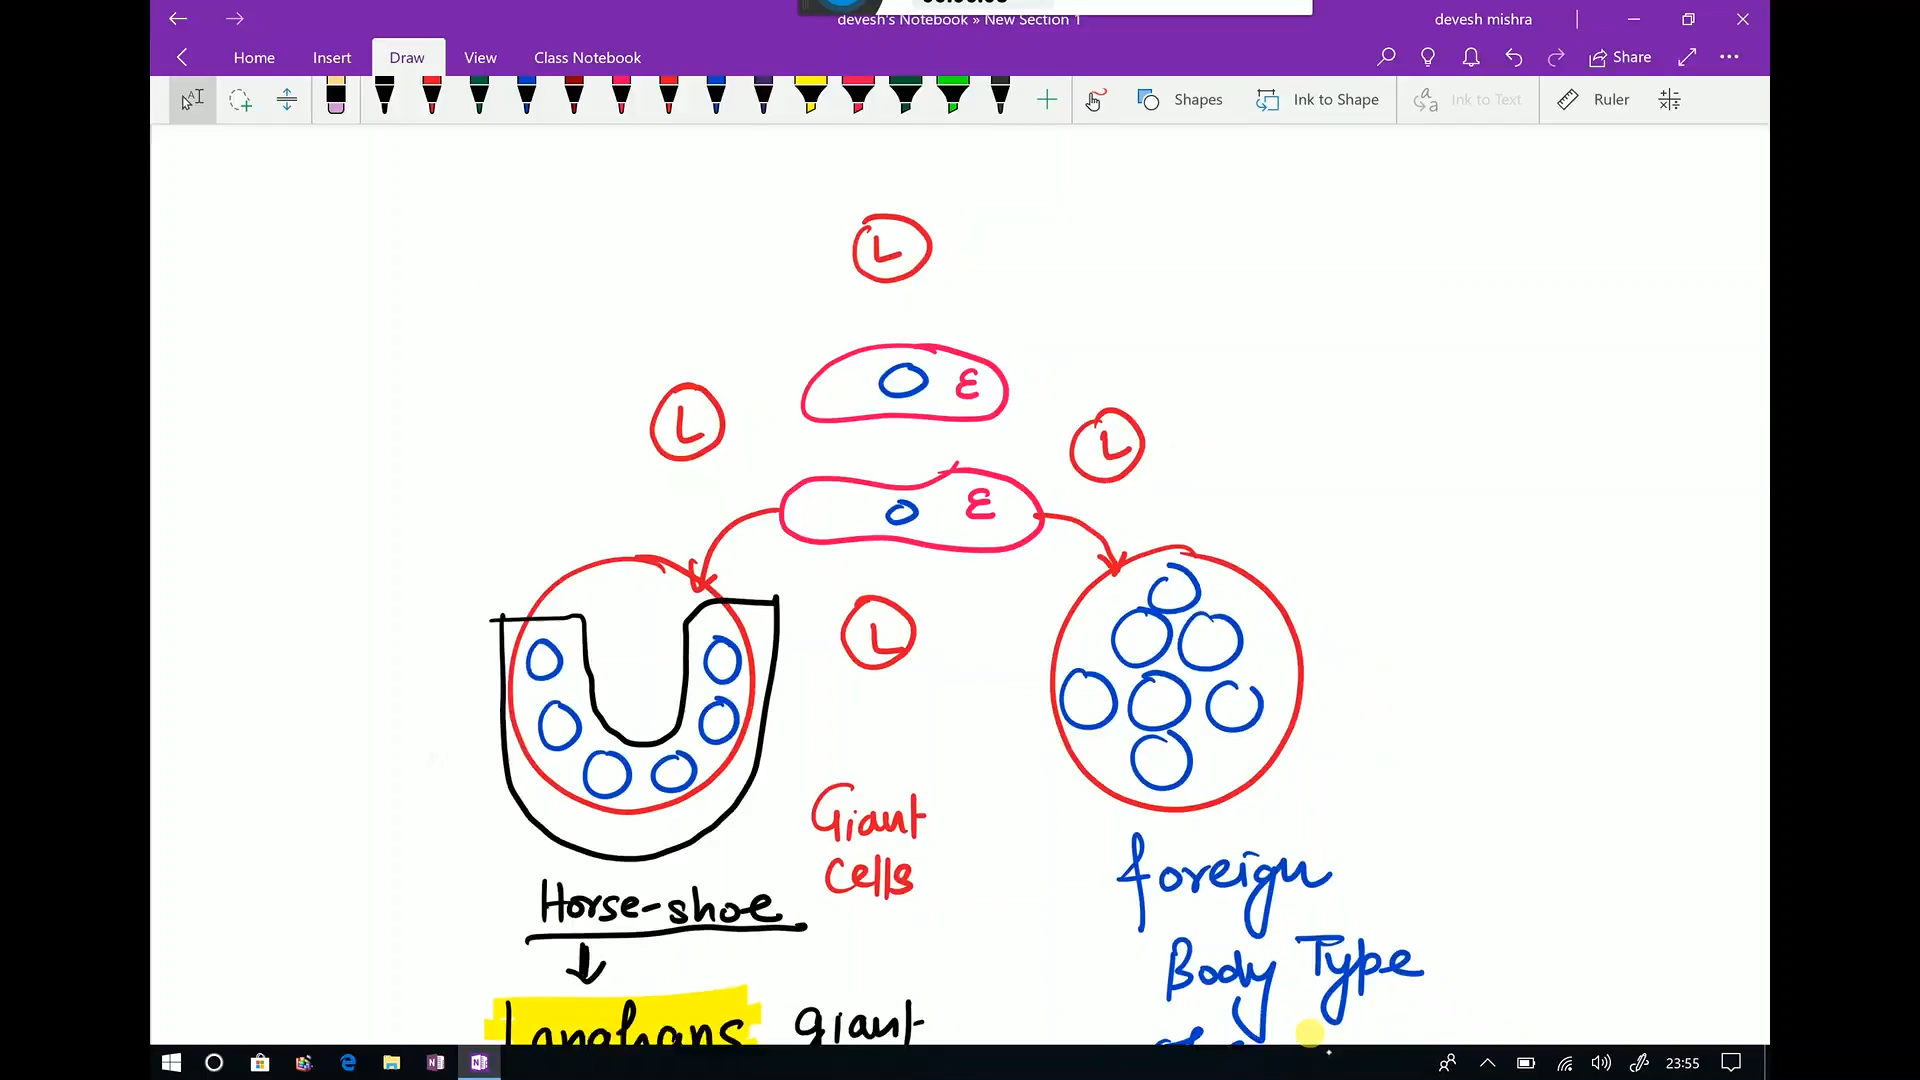 devesh's Notebook » New Section 1
devesh mishra
Home Insert Draw View Class Notebook
Share
Shapes Ink to Shape Ink to Text Ruler
L
ε
L
L
ε
L
Giant
Cells
Horse-shoe
Langhans giant
foreign
Body Type
23:55